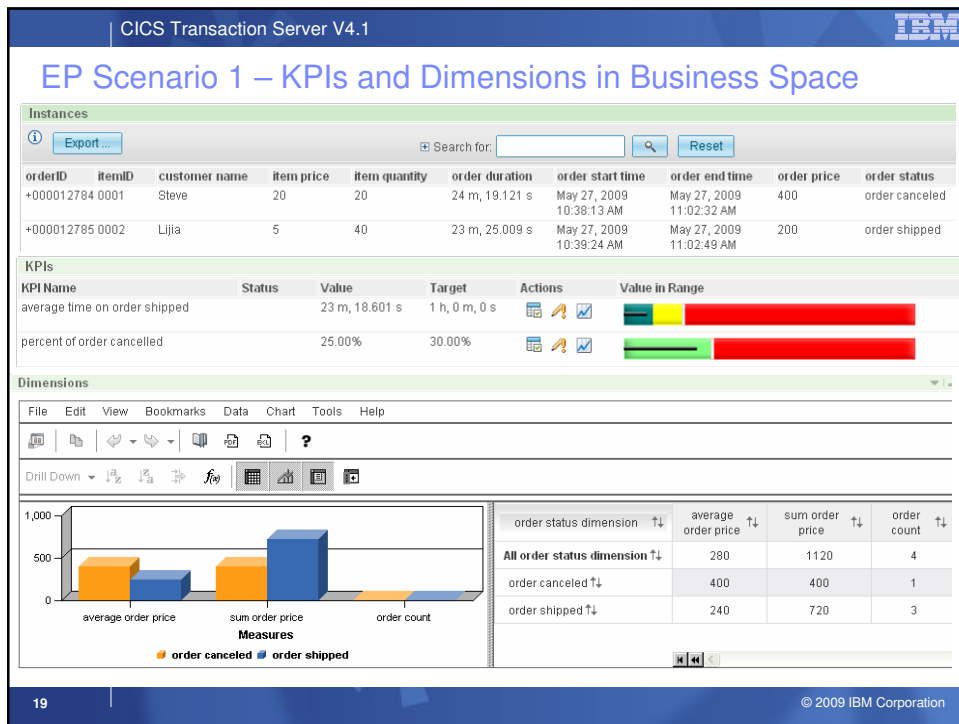 CICS Transaction Server V4.1
IBM
EP Scenario 1 – KPIs and Dimensions in Business Space
Instances
Export ... Search for: Reset
orderID itemID customer name item price item quantity order duration order start time order end time order price order status
+000012784 0001 Steve 20 20 24 m, 19.121 s May 27, 2009 May 27, 2009 400 order canceled
10:38:13 AM 11:02:32 AM
+000012785 0002 Lijia 5 40 23 m, 25.009 s May 27, 2009 May 27, 2009 200 order shipped
10:39:24 AM 11:02:49 AM
KPIs
KPI Name Status Value Target Actions Value in Range
average time on order shipped 23 m, 18.601 s 1 h, 0 m, 0 s
percent of order cancelled 25.00% 30.00%
Dimensions
File Edit View Bookmarks Data Chart Tools Help
PDF ?
Drill Down f(x)
1,000
500
0
average order price sum order price order count
Measures
order canceled order shipped
order status dimension average order price sum order price order count
All order status dimension 280 1120 4
order canceled 400 400 1
order shipped 240 720 3
19
© 2009 IBM Corporation